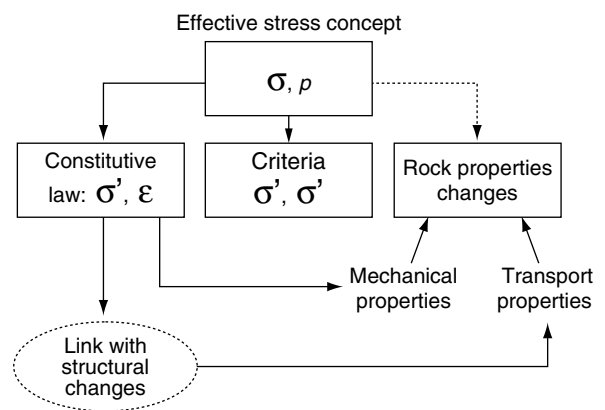 Effective stress concept
σ, p
Constitutive
law: σ’, ε
Criteria
σ’, σ’
Rock properties
changes
Mechanical
properties
Transport
properties
Link with
structural
changes